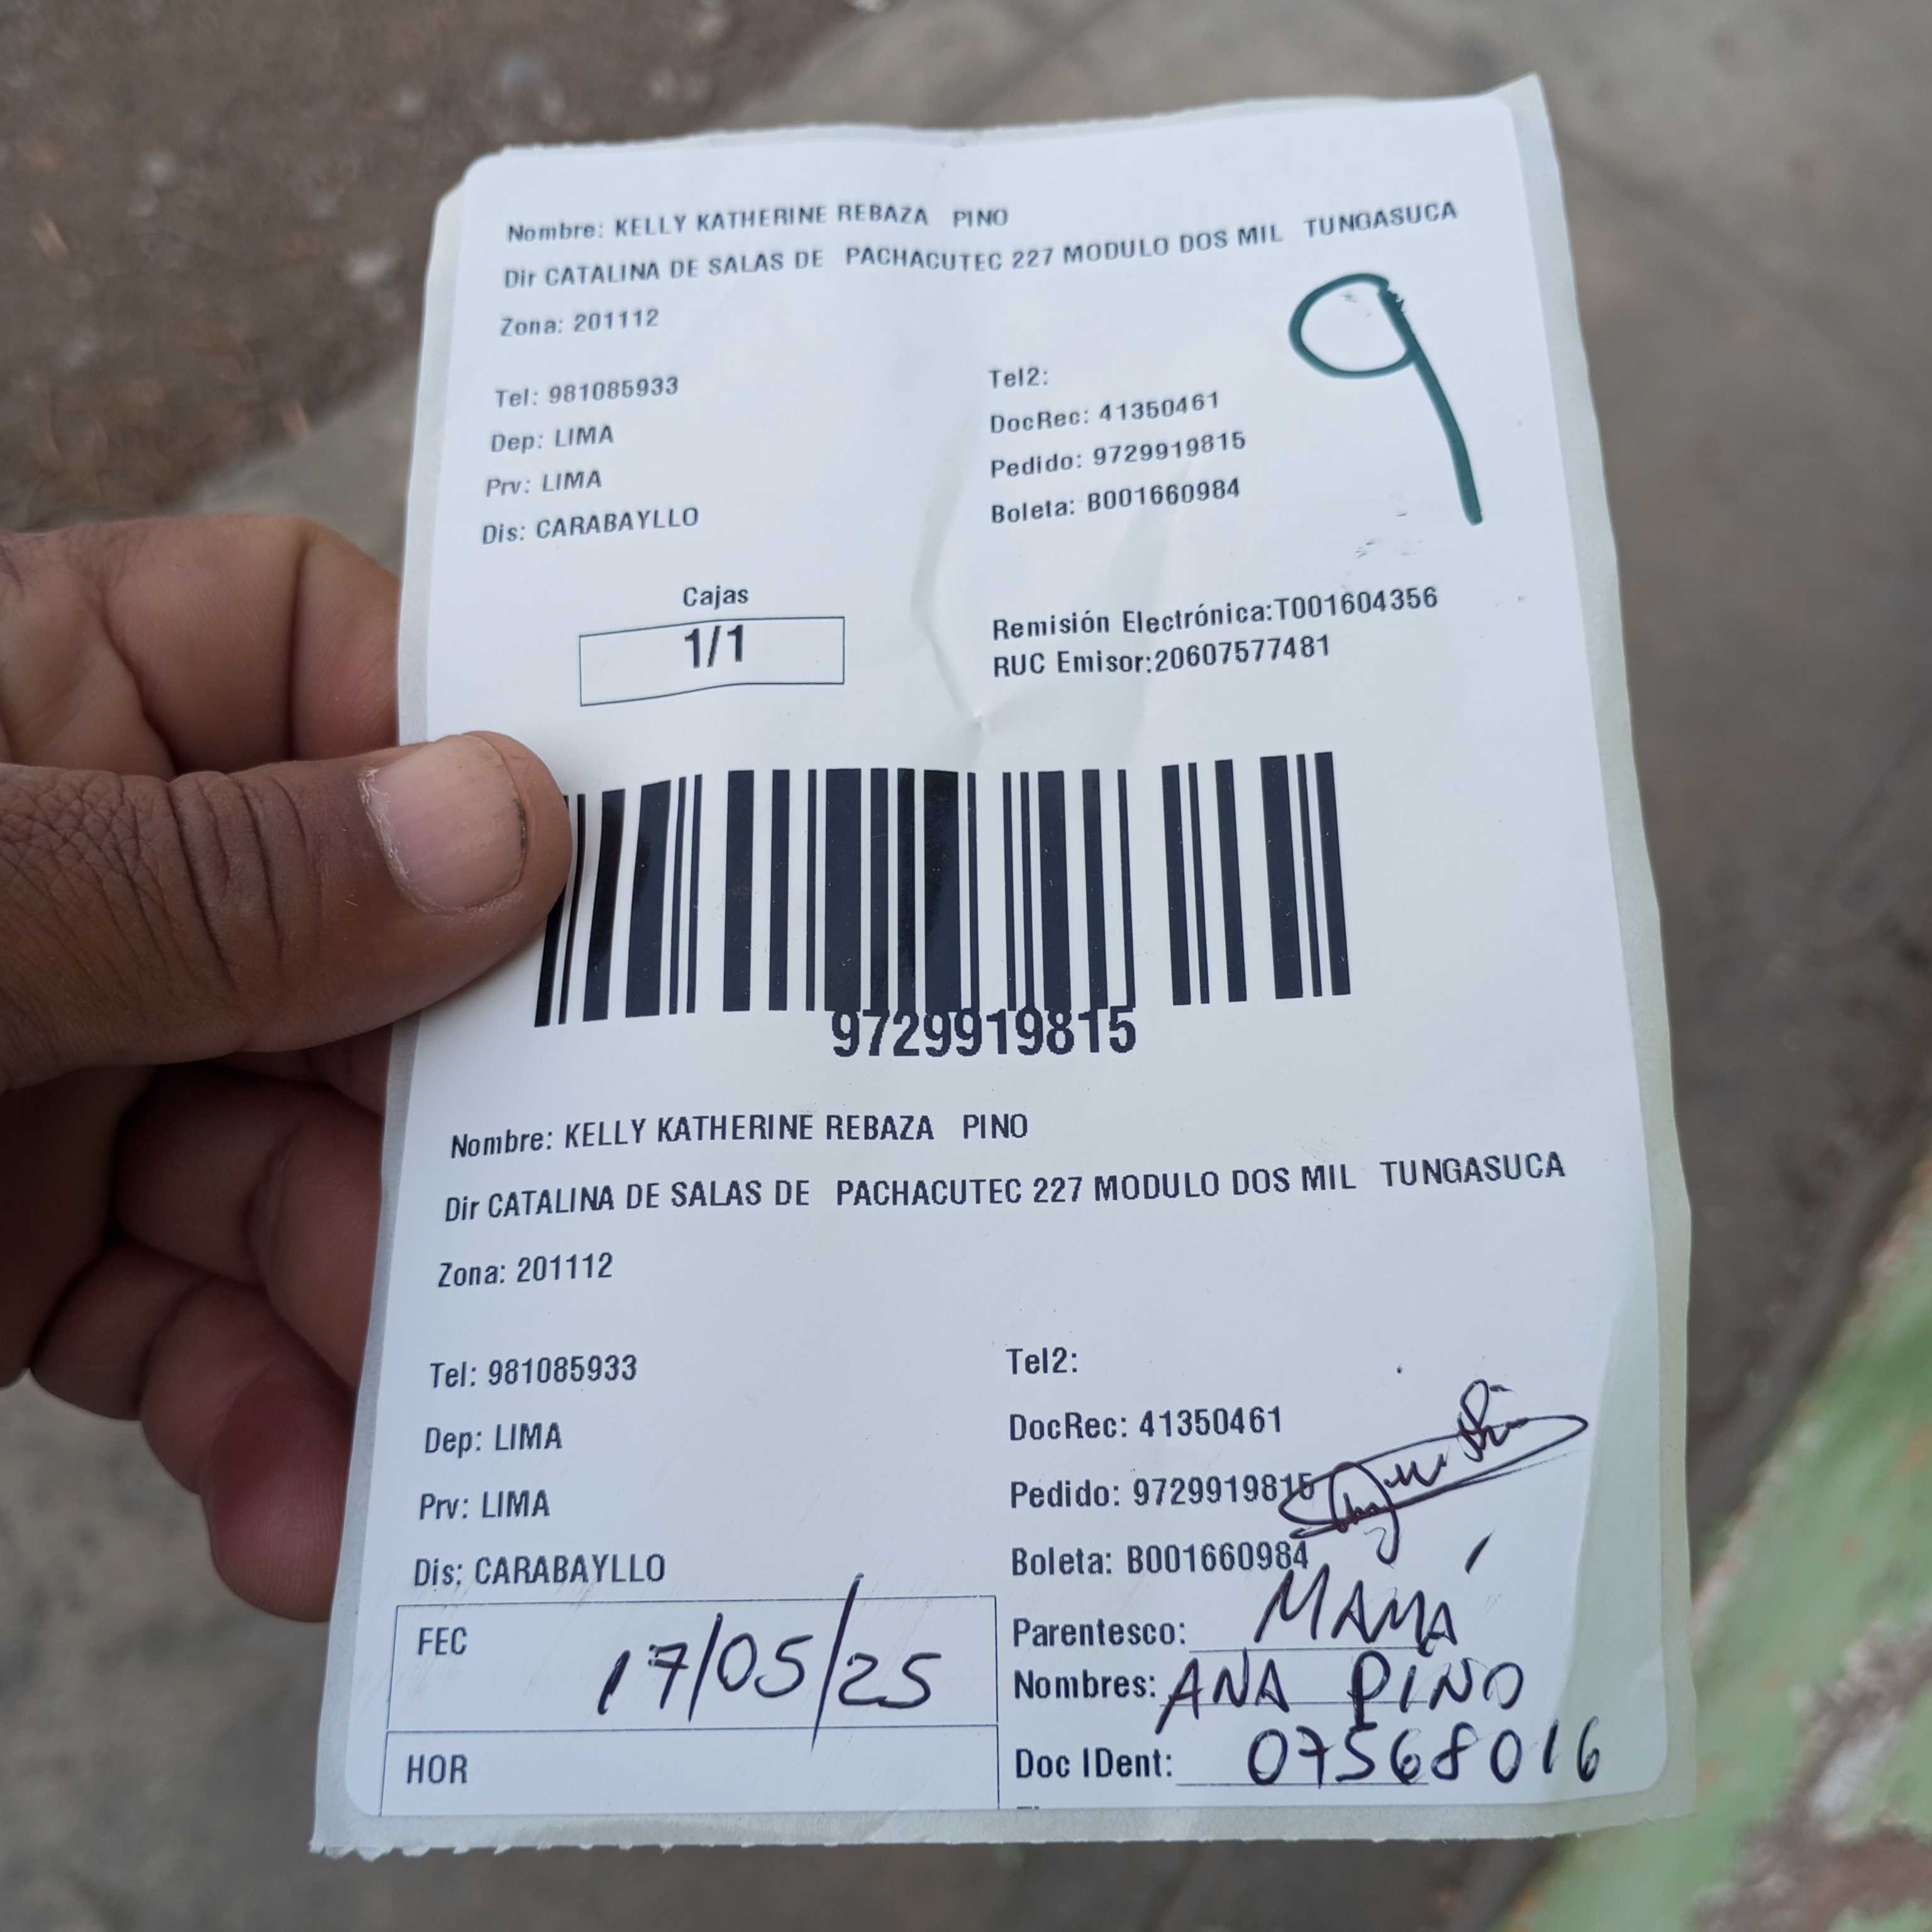 Nombre: KELLY KATHERINE REBAZA PINO
Dir CATALINA DE SALAS DE PACHACUTEC 227 MODULO DOS MIL TUNGASUCA
Zona: 201112
9
Tel: 981085933
Tel2:
Dep: LIMA
DocRec: 41350461
Prv: LIMA
Pedido: 9729919815
Dis: CARABAYLLO
Boleta: B001660984
Cajas
1/1
Remisión Electrónica:T001604356
RUC Emisor:20607577481
9729919815
Nombre: KELLY KATHERINE REBAZA PINO
Dir CATALINA DE SALAS DE PACHACUTEC 227 MODULO DOS MIL TUNGASUCA
Zona: 201112
Tel: 981085933
Tel2:
Dep: LIMA
DocRec: 41350461
Prv: LIMA
Pedido: 9729919815
Dis: CARABAYLLO
Boleta: B001660984
FEC 17/05/25
HOR
Parentesco: MAMÁ
Nombres: ANA PINO
Doc IDent: 07568016